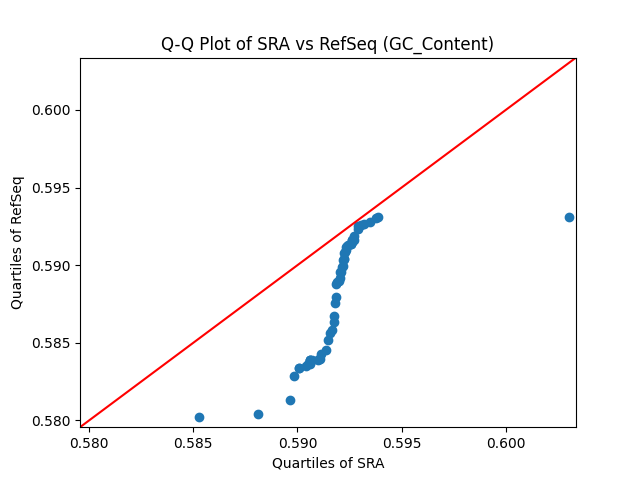 Q-Q Plot of SRA vs RefSeq (GC_Content)
Quartiles of RefSeq
0.600
0.595
0.590
0.585
0.580
0.580 0.585 0.590 0.595 0.600
Quartiles of SRA